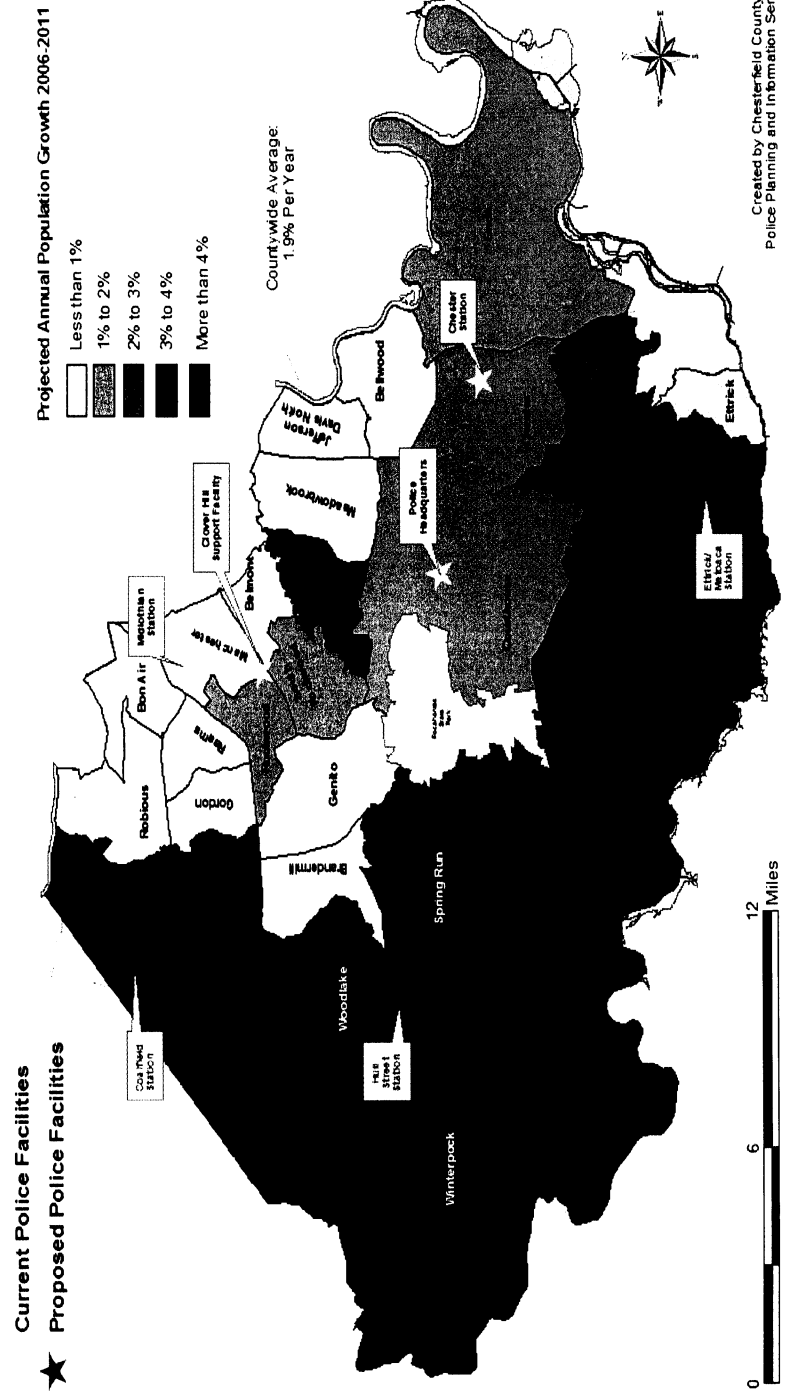 Current Police Facilities
Proposed Police Facilities
Projected Annual Population Growth 2006-2011
Less than 1%
1% to 2%
2% to 3%
3% to 4%
More than 4%
Countywide Average:
1.9% Per Year
Coalfield
Station
Midlothian
Station
Clover Hill
Support Facility
Hull
Street
Station
Police
Headquarters
Chester
Station
Ettrick/
Matoaca
Station
Robious
Bon Air
Gordon
Manchester
Belmont
Meadowbrook
Jefferson
Davis North
Bellwood
Brandermill
Genito
Woodlake
Spring Run
Winterpock
Ettrick
N
S
0
6
12
Miles
Created by Chesterfield County
Police Planning and Information Ser